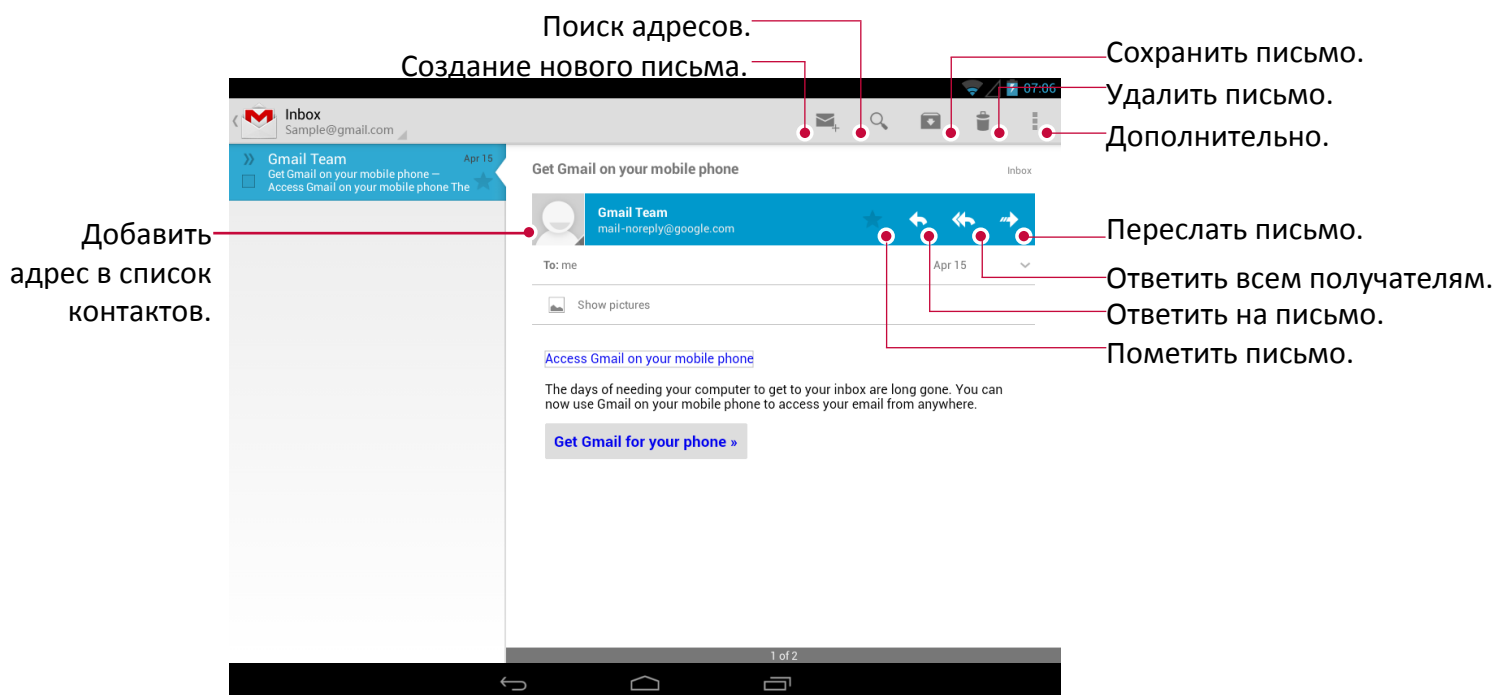 Поиск адресов.
Создание нового письма.
Сохранить письмо.
Удалить письмо.
Дополнительно.
07:06
Inbox
Sample@gmail.com
Gmail Team Apr 15
Get Gmail on your mobile phone —
Access Gmail on your mobile phone The
Get Gmail on your mobile phone Inbox
Gmail Team
mail-noreply@google.com
To: me Apr 15
Show pictures
Access Gmail on your mobile phone
The days of needing your computer to get to your inbox are long gone. You can
now use Gmail on your mobile phone to access your email from anywhere.
Get Gmail for your phone »
1 of 2
Добавить
адрес в список
контактов.
Переслать письмо.
Ответить всем получателям.
Ответить на письмо.
Пометить письмо.